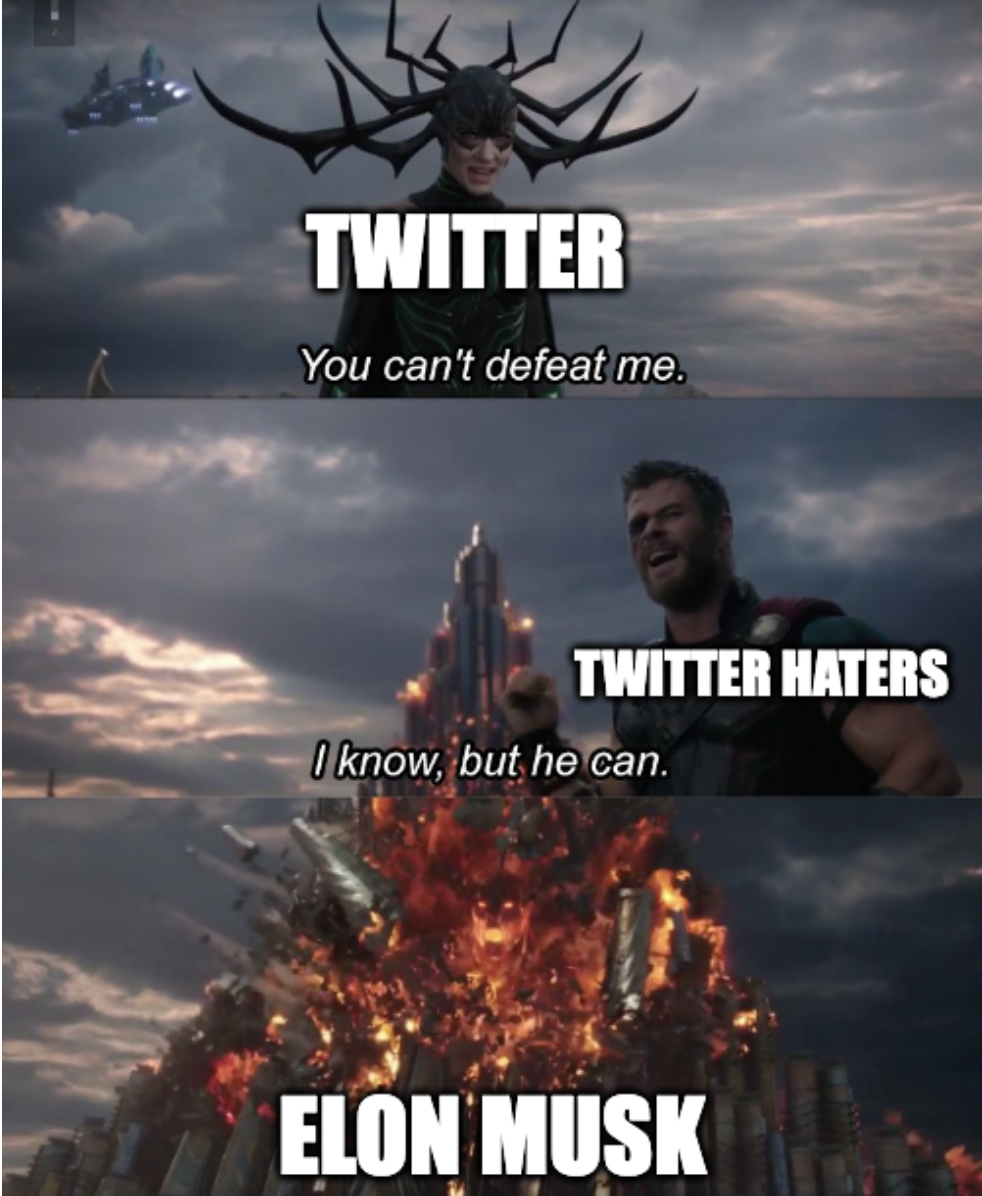 TWITTER
You can't defeat me.
TWITTER HATERS
I know, but he can.
ELON MUSK